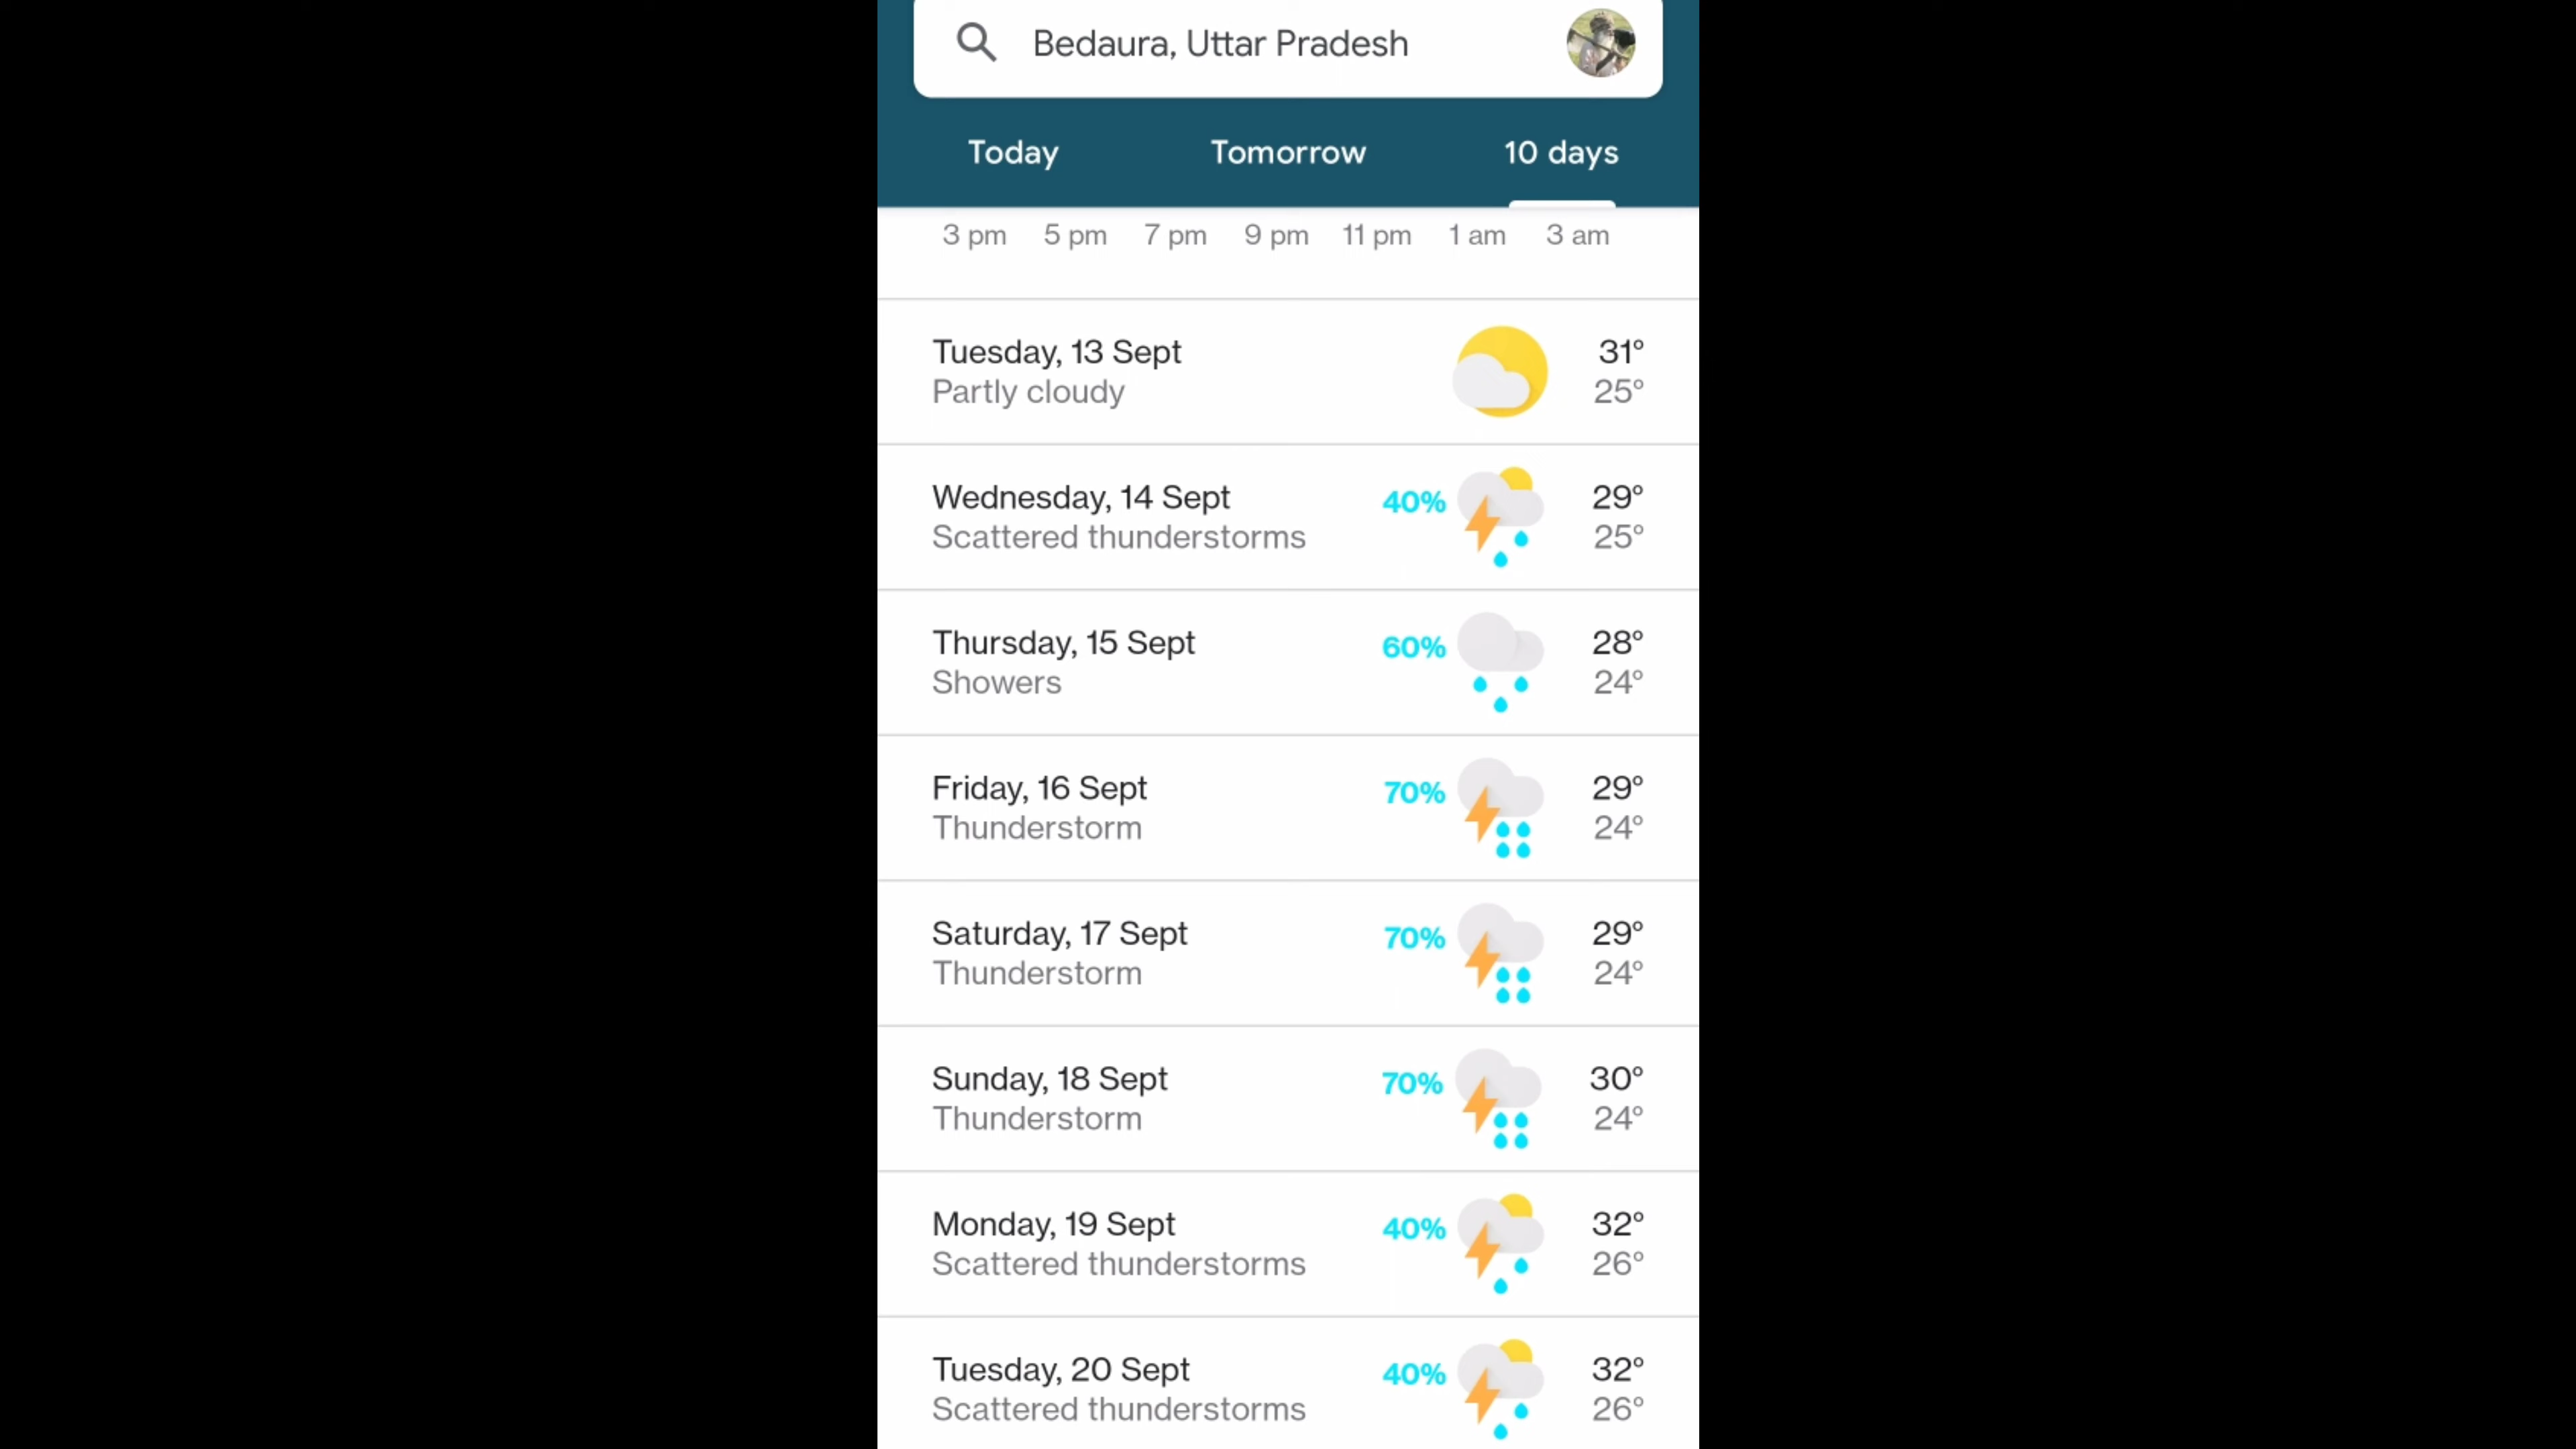 Bedaura, Uttar Pradesh
Today Tomorrow 10 days
3 pm 5 pm 7 pm 9 pm 11 pm 1 am 3 am
Tuesday, 13 Sept 31°
Partly cloudy 25°
Wednesday, 14 Sept 40% 29°
Scattered thunderstorms 25°
Thursday, 15 Sept 60% 28°
Showers 24°
Friday, 16 Sept 70% 29°
Thunderstorm 24°
Saturday, 17 Sept 70% 29°
Thunderstorm 24°
Sunday, 18 Sept 70% 30°
Thunderstorm 24°
Monday, 19 Sept 40% 32°
Scattered thunderstorms 26°
Tuesday, 20 Sept 40% 32°
Scattered thunderstorms 26°